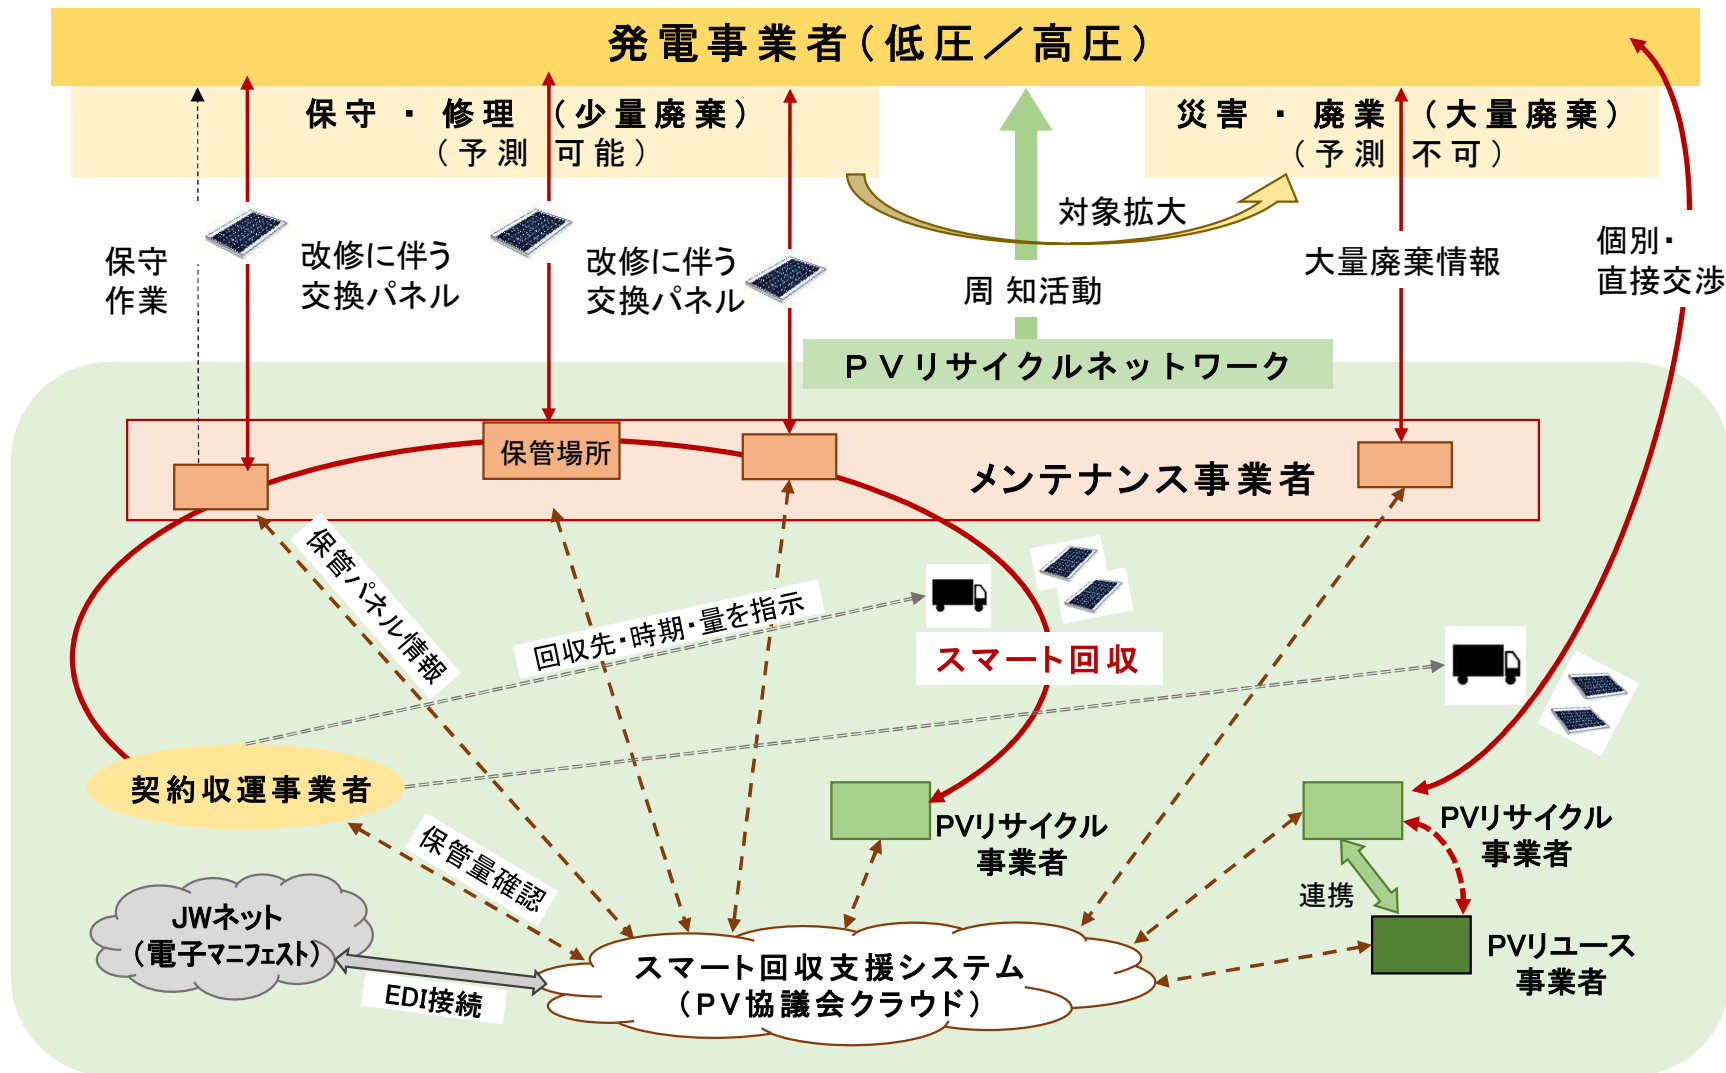 発電事業者（低圧／高圧）
保守・修理（少量廃棄）
（予測可能）
災害・廃業（大量廃棄）
（予測不可）
対象拡大
保守
作業
改修に伴う
交換パネル
改修に伴う
交換パネル
周知活動
大量廃棄情報
個別・
直接交渉
ＰＶリサイクルネットワーク
保管場所
メンテナンス事業者
保管パネル情報
回収先・時期・量を指示
スマート回収
契約収運事業者
保管量確認
PVリサイクル
事業者
PVリサイクル
事業者
連携
JWネット
（電子マニフェスト）
EDI接続
スマート回収支援システム
（PV協議会クラウド）
PVリユース
事業者